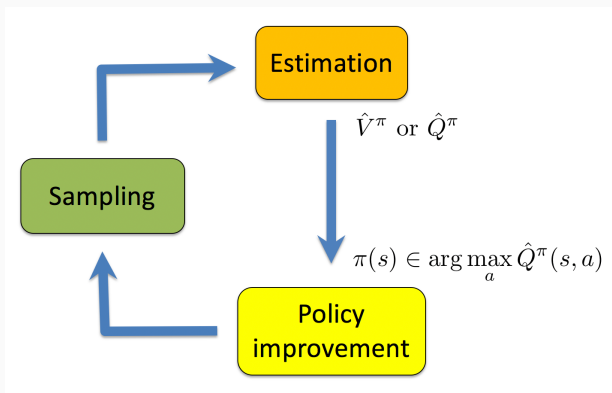 Estimation
V̂^π or Q̂^π
Sampling
π(s) ∈ arg max_a Q̂^π(s, a)
Policy
improvement